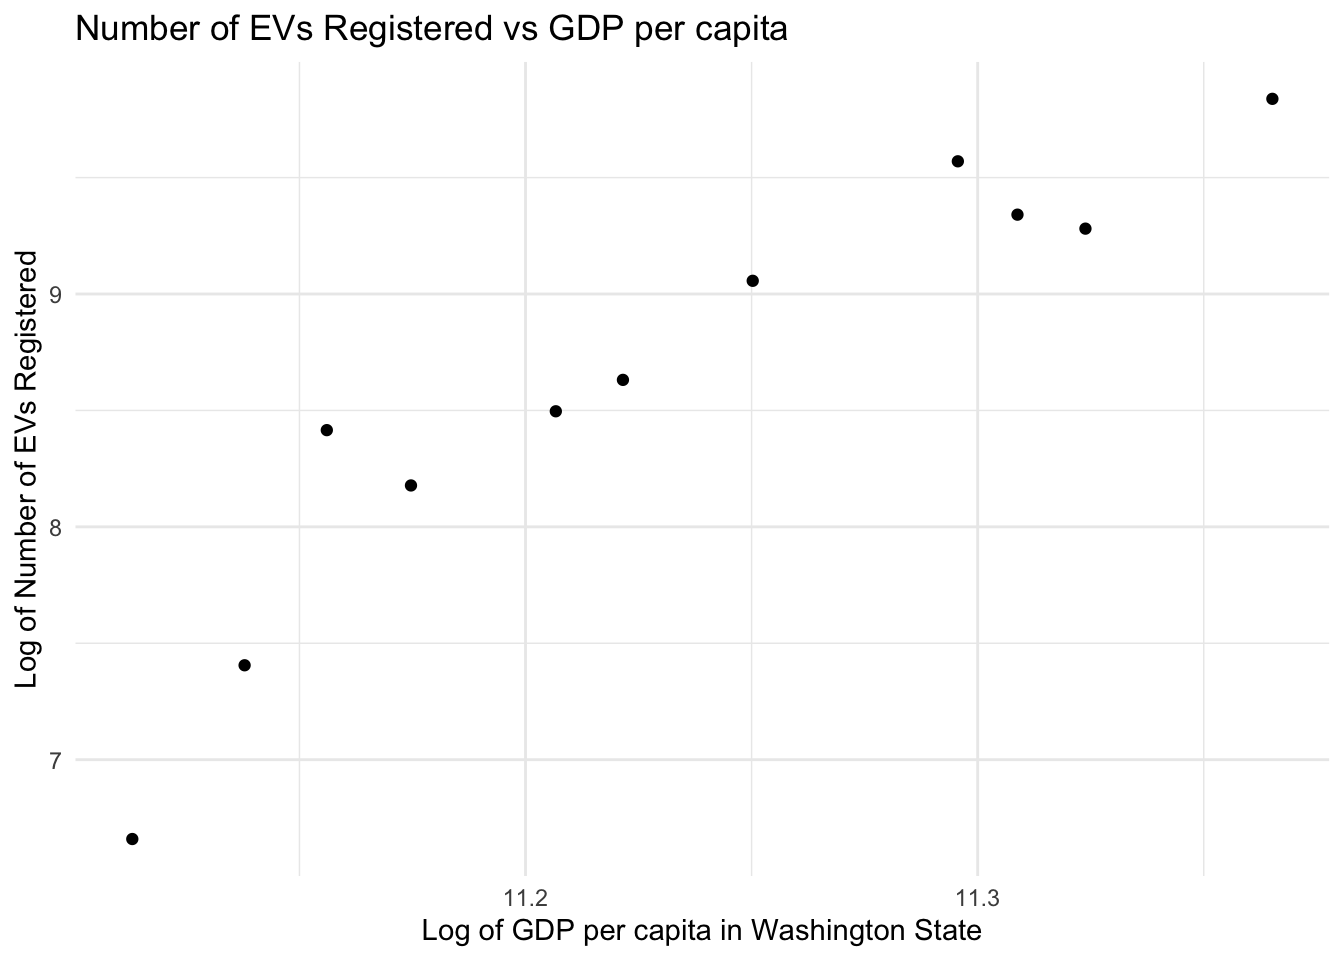 Number of EVs Registered vs GDP per capita
Log of Number of EVs Registered
9
8
7
11.2
11.3
Log of GDP per capita in Washington State